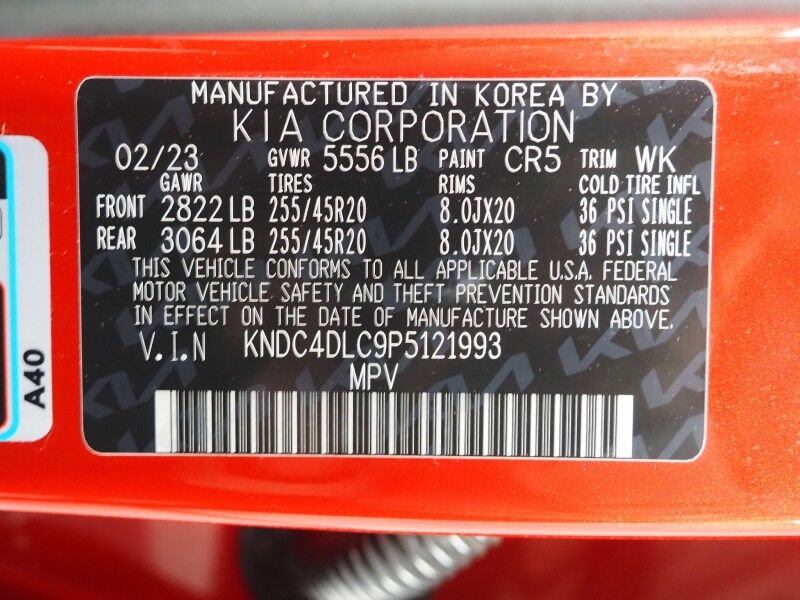 MANUFACTURED IN KOREA BY
KIA CORPORATION
02/23 GVWR 5556 LB PAINT CR5 TRIM WK
GAWR TIRES RIMS COLD TIRE INFL
FRONT 2822 LB 255/45R20 8.0JX20 36 PSI SINGLE
REAR 3064 LB 255/45R20 8.0JX20 36 PSI SINGLE
THIS VEHICLE CONFORMS TO ALL APPLICABLE U.S.A. FEDERAL
MOTOR VEHICLE SAFETY AND THEFT PREVENTION STANDARDS
IN EFFECT ON THE DATE OF MANUFACTURE SHOWN ABOVE.
V.I.N KNDC4DLC9P5121993
MPV
A40